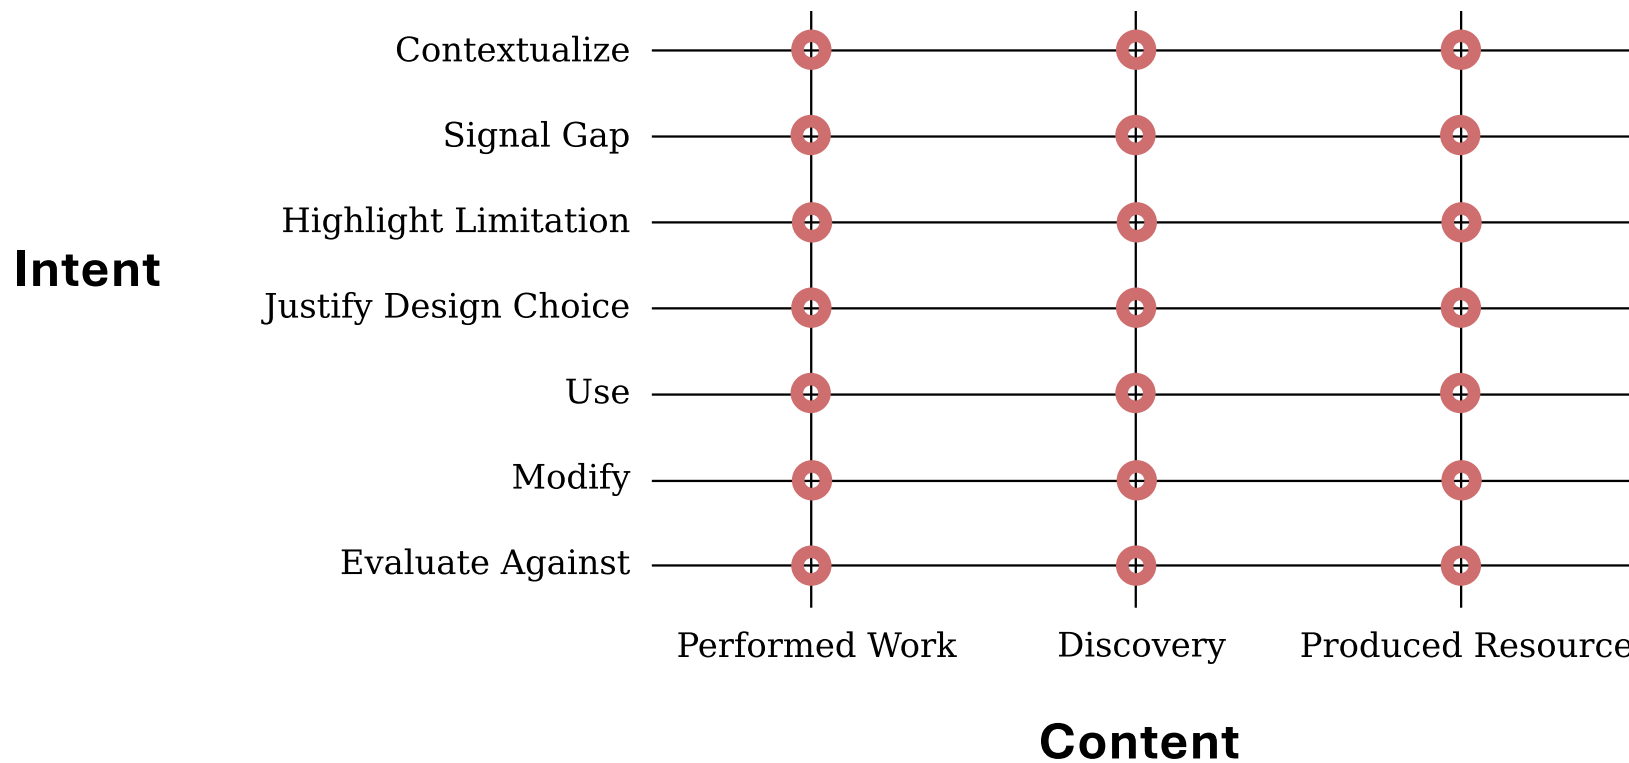 Contextualize
Signal Gap
Highlight Limitation
Intent
Justify Design Choice
Use
Modify
Evaluate Against
Performed Work
Discovery
Produced Resource
Content